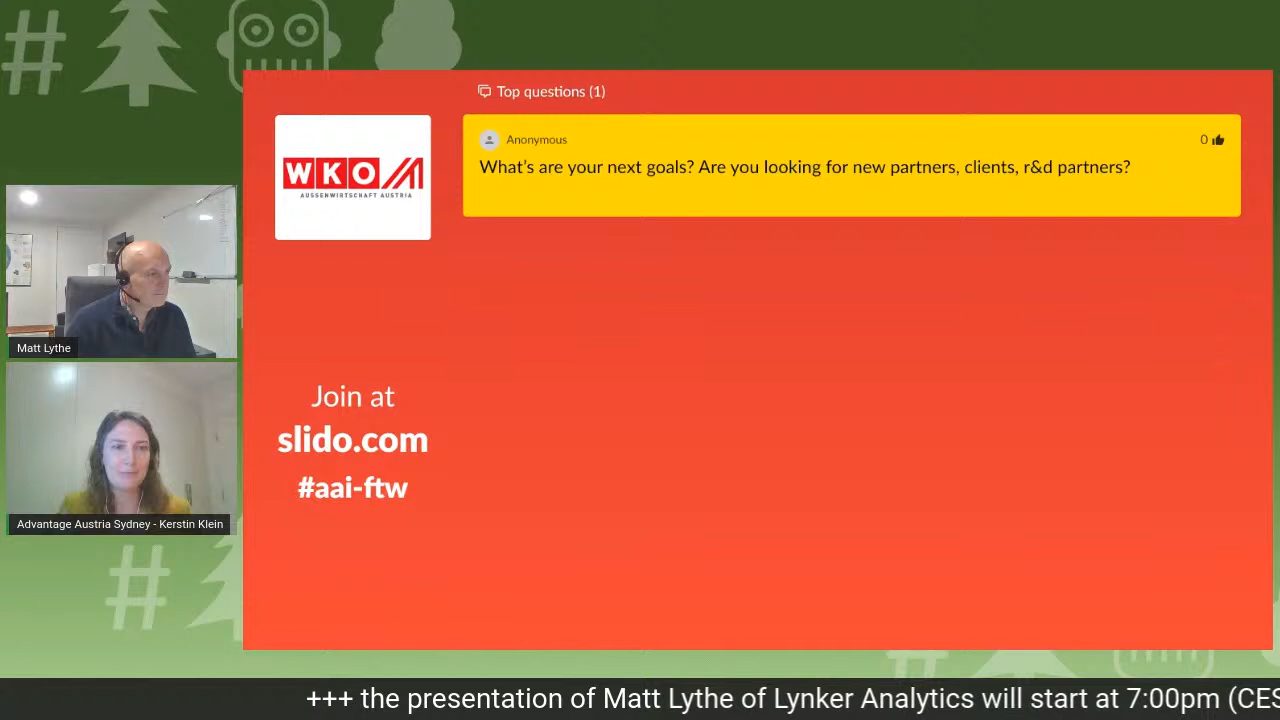 Top questions (1)
WKO
AUSSENWIRTSCHAFT AUSTRIA
Anonymous
0
What's are your next goals? Are you looking for new partners, clients, r&d partners?
Matt Lythe
Join at
slido.com
#aai-ftw
Advantage Austria Sydney - Kerstin Klein
+++ the presentation of Matt Lythe of Lynker Analytics will start at 7:00pm (CES